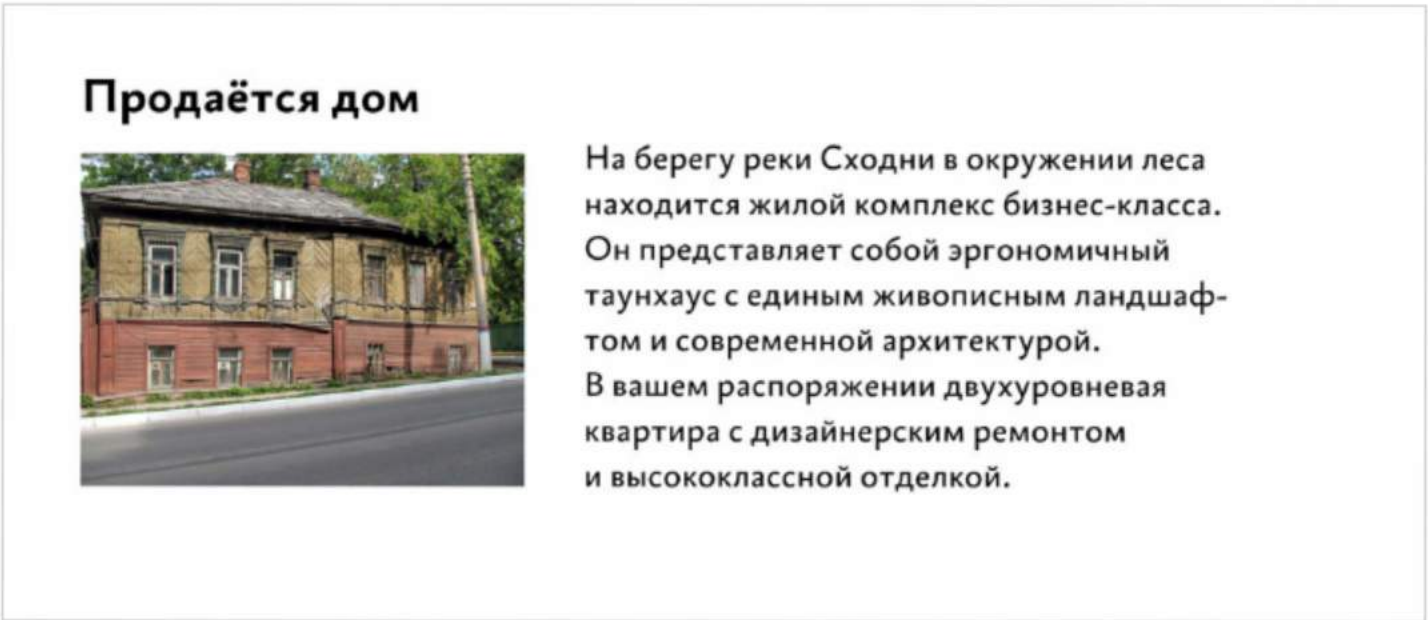 Продаётся дом
На берегу реки Сходни в окружении леса
находится жилой комплекс бизнес-класса.
Он представляет собой эргономичный
таунхаус с единым живописным ландшаф-
том и современной архитектурой.
В вашем распоряжении двухуровневая
квартира с дизайнерским ремонтом
и высококлассной отделкой.